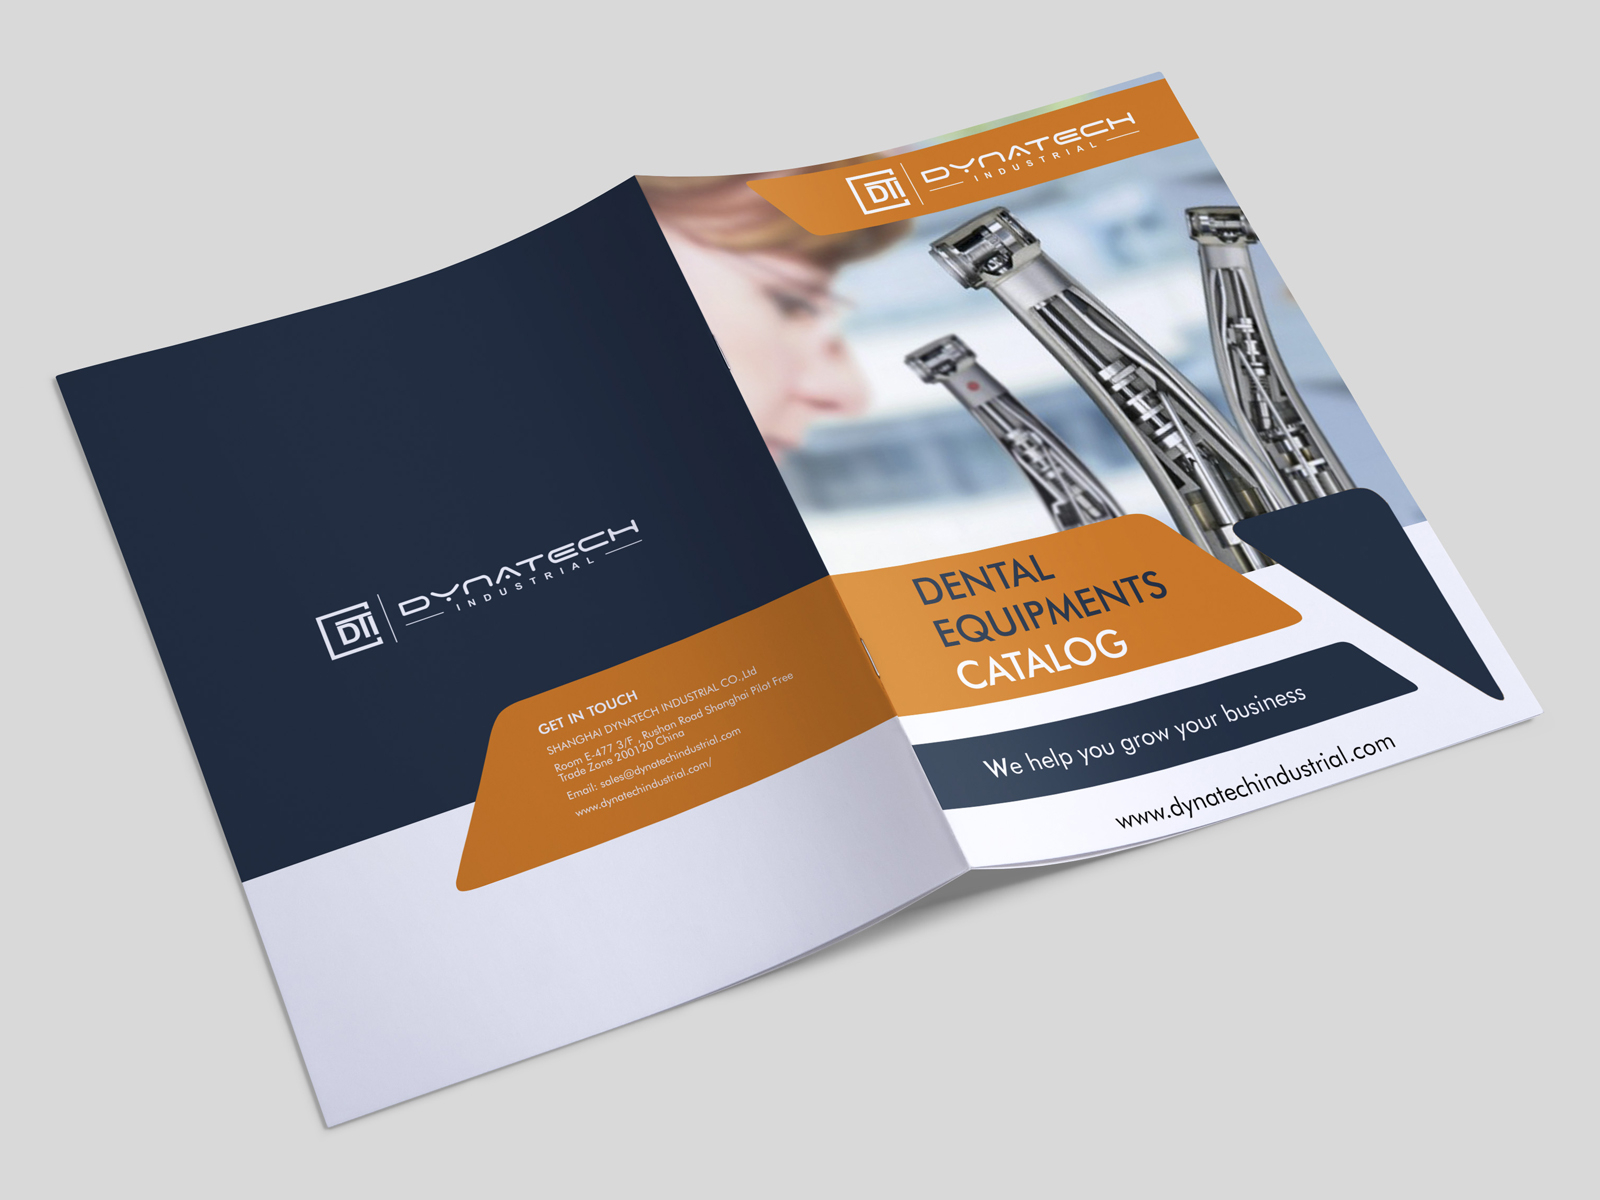 DTI
DYNATECH
INDUSTRIAL
GET IN TOUCH
SHANGHAI DYNATECH INDUSTRIAL CO.,Ltd
Room E-477 3/F , Rushan Road Shanghai Pilot Free
Trade Zone 200120 China
Email: sales@dynatechindustrial.com
www.dynatechindustrial.com/
DTI
DYNATECH
INDUSTRIAL
DENTAL
EQUIPMENTS
CATALOG
We help you grow your business
www.dynatechindustrial.com